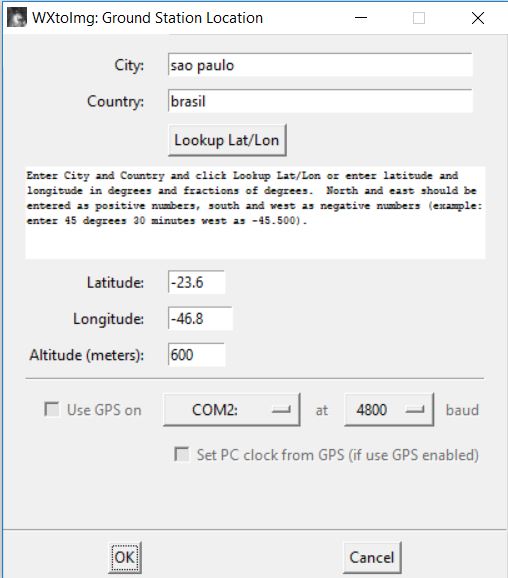 WXtoImg: Ground Station Location
City: sao paulo
Country: brasil
Lookup Lat/Lon
Enter City and Country and click Lookup Lat/Lon or enter latitude and
longitude in degrees and fractions of degrees. North and east should be
entered as positive numbers, south and west as negative numbers (example:
enter 45 degrees 30 minutes west as -45.500).
Latitude: -23.6
Longitude: -46.8
Altitude (meters): 600
Use GPS on COM2: at 4800 baud
Set PC clock from GPS (if use GPS enabled)
OK Cancel